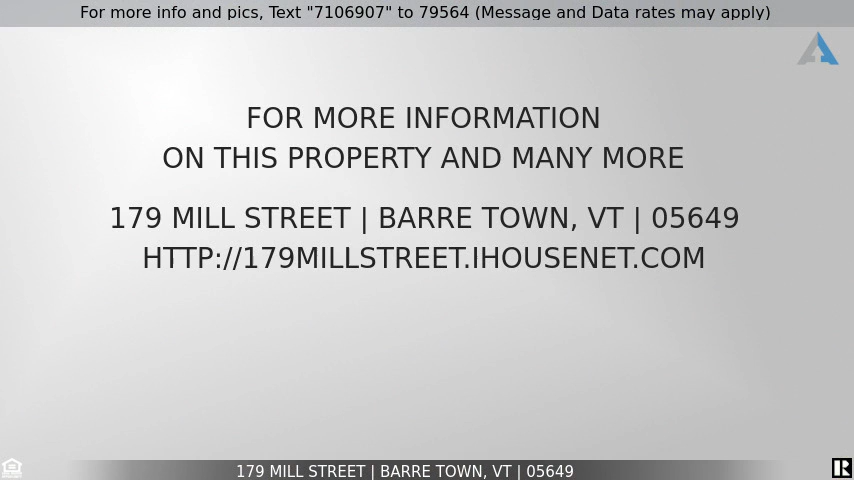 For more info and pics, Text "7106907" to 79564 (Message and Data rates may apply)
FOR MORE INFORMATION
ON THIS PROPERTY AND MANY MORE
179 MILL STREET | BARRE TOWN, VT | 05649
HTTP://179MILLSTREET.IHOUSENET.COM
179 MILL STREET | BARRE TOWN, VT | 05649